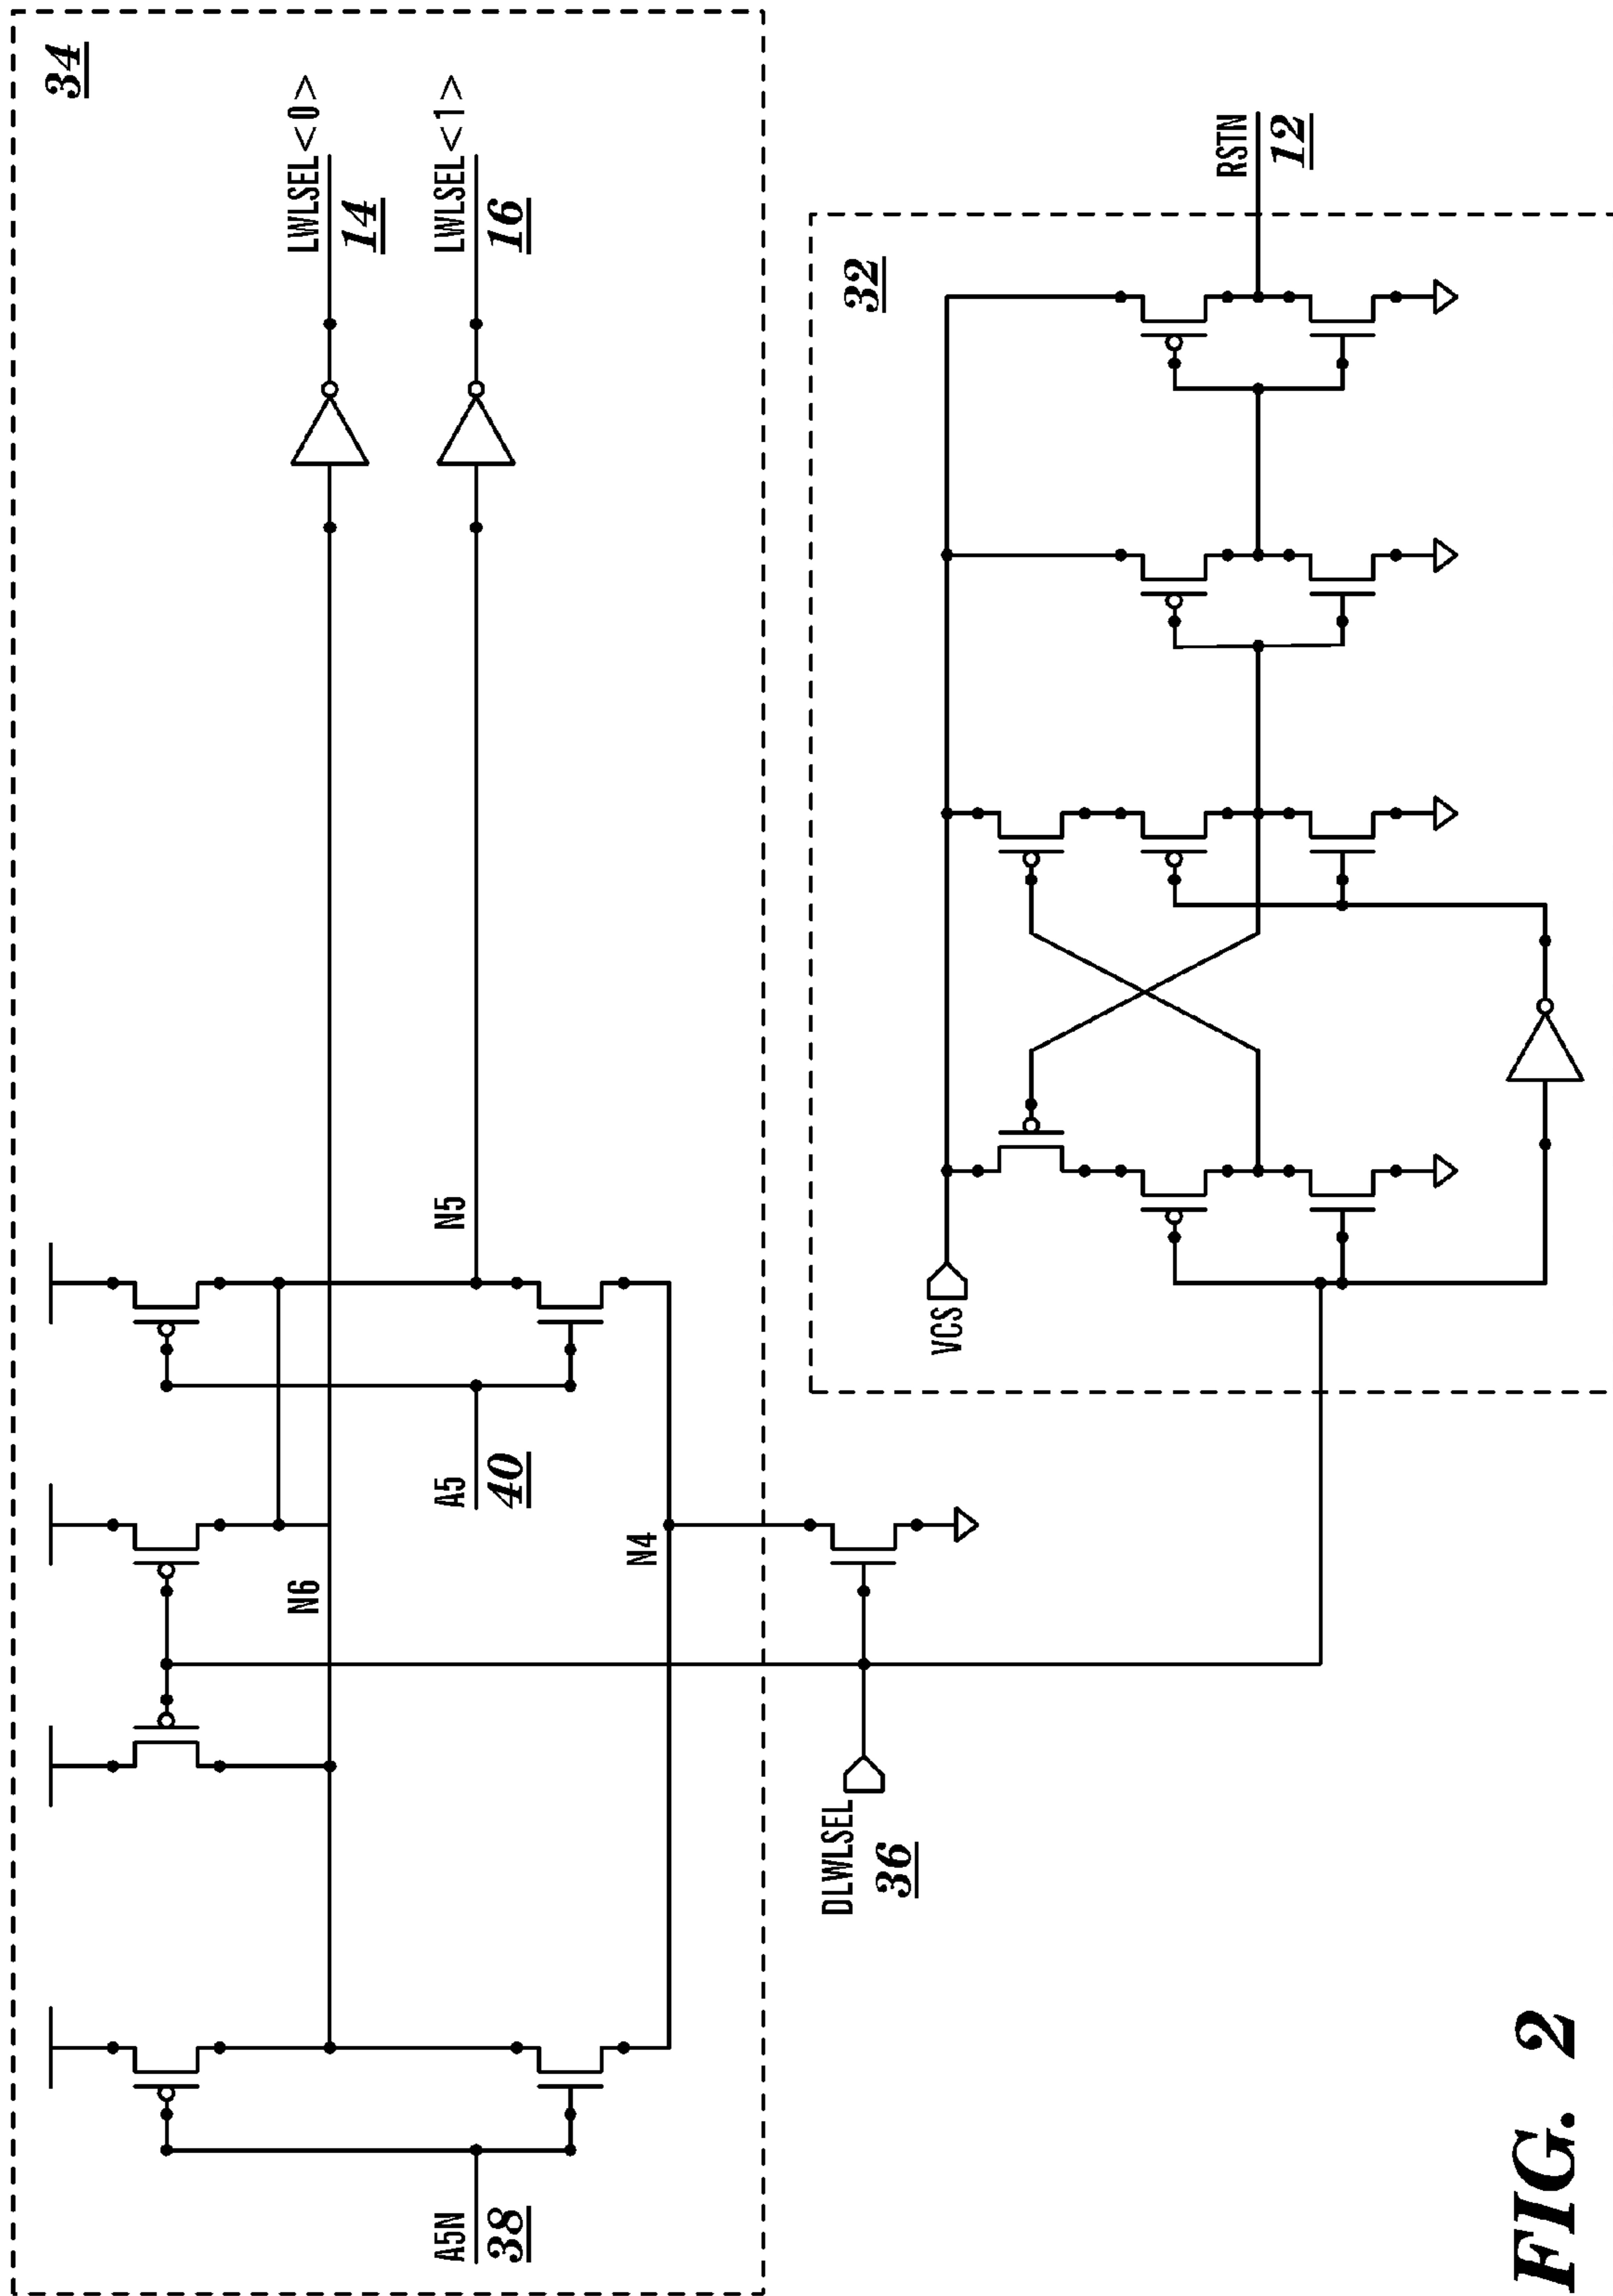 34
LWLSEL<0>
14
LWLSEL<1>
16
RSTN
12
32
N5
VCS
A5
40
N4
N6
DLWLSEL
36
A5N
38
FIG. 2